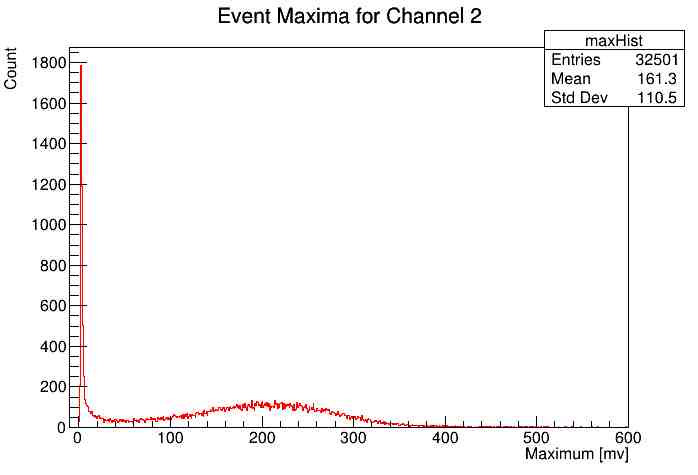 Event Maxima for Channel 2
maxHist
Entries 32501
Mean 161.3
Std Dev 110.5
Count
1800
1600
1400
1200
1000
800
600
400
200
0
0 100 200 300 400 500 600
Maximum [mv]